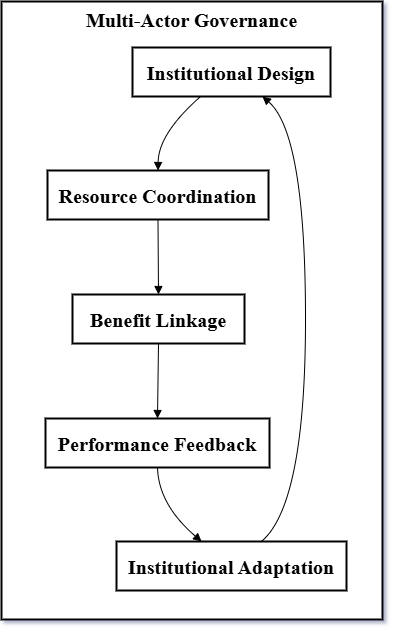 Multi-Actor Governance
Institutional Design
Resource Coordination
Benefit Linkage
Performance Feedback
Institutional Adaptation